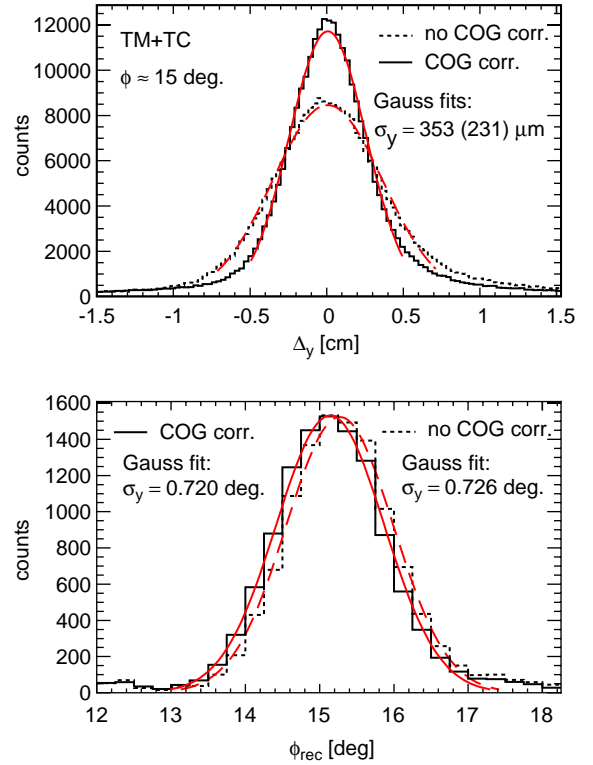 12000
10000
8000
6000
4000
2000
0
counts
TM+TC
ϕ ≈ 15 deg.
no COG corr.
COG corr.
Gauss fits:
σy = 353 (231) μm
-1.5 -1 -0.5 0 0.5 1 1.5
Δy [cm]
1600
1400
1200
1000
800
600
400
200
0
counts
COG corr.
Gauss fit:
σy = 0.720 deg.
no COG corr.
Gauss fit:
σy = 0.726 deg.
12 13 14 15 16 17 18
ϕrec [deg]